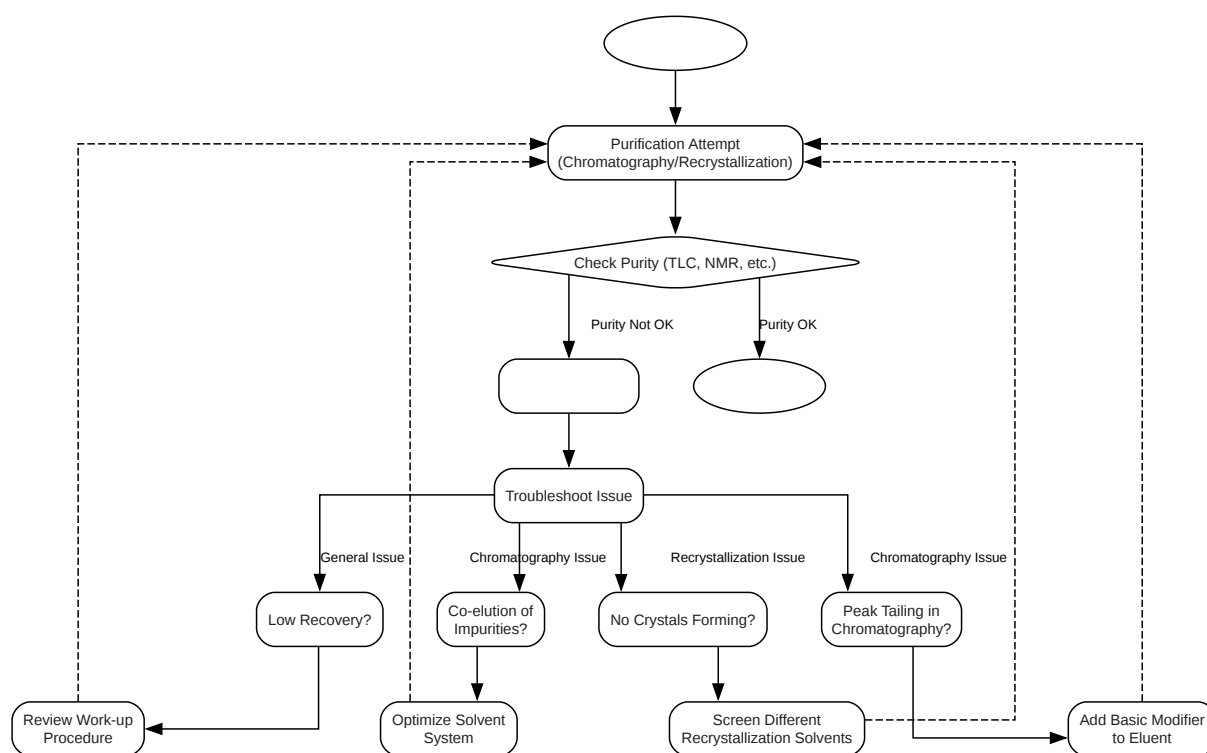 Purification Attempt
(Chromatography/Recrystallization)
Check Purity (TLC, NMR, etc.)
Purity Not OK
Purity OK
Troubleshoot Issue
General Issue
Chromatography Issue
Recrystallization Issue
Chromatography Issue
Low Recovery?
Co-elution of
Impurities?
No Crystals Forming?
Peak Tailing in
Chromatography?
Review Work-up
Procedure
Optimize Solvent
System
Screen Different
Recrystallization Solvents
Add Basic Modifier
to Eluent